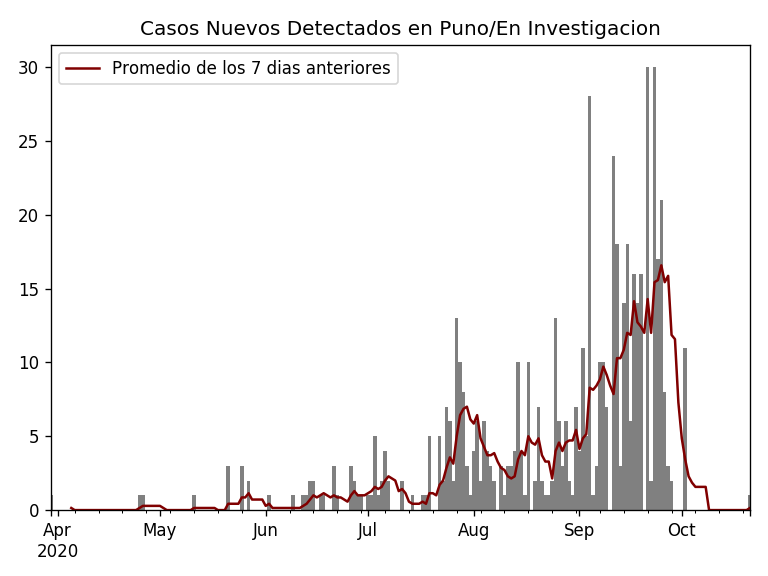 Casos Nuevos Detectados en Puno/En Investigacion
Promedio de los 7 dias anteriores
30
25
20
15
10
5
0
Apr May Jun Jul Aug Sep Oct
2020